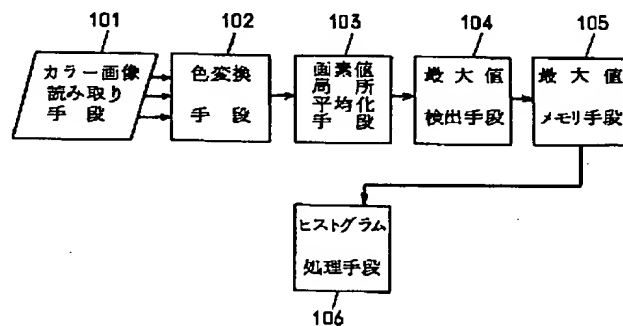 101
カラー画像
読み取り
手段
102
色変換
手段
103
画素値
局所
平均化
手段
104
最大値
検出手段
105
最大値
メモリ手段
ヒストグラム
処理手段
106